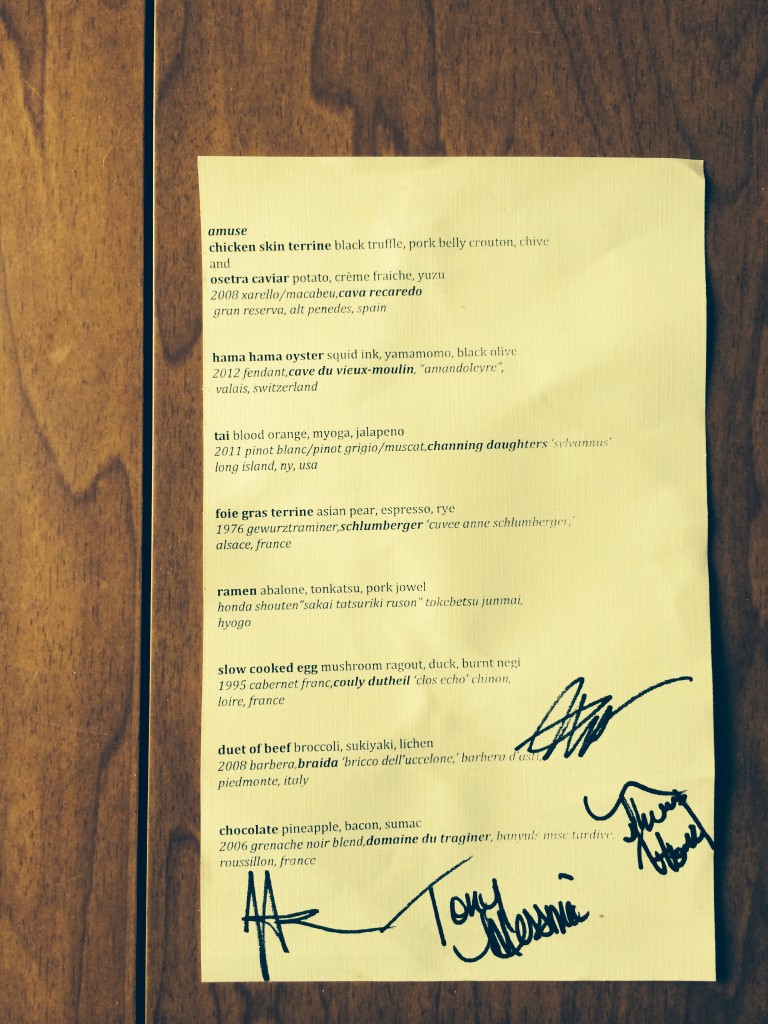 amuse
chicken skin terrine black truffle, pork belly crouton, chive
and
osetra caviar potato, crème fraiche, yuzu
2008 xarello/macabeu,cava recaredo
gran reserva, alt penedes, spain
hama hama oyster squid ink, yamamomo, black olive
2012 fendant,cave du vieux-moulin, "amandoleyre",
valais, switzerland
tai blood orange, myoga, jalapeno
2011 pinot blanc/pinot grigio/muscat,channing daughters 'sylvannus'
long island, ny, usa
foie gras terrine asian pear, espresso, rye
1976 gewurztraminer,schlumberger 'cuvee anne schlumberger,'
alsace, france
ramen abalone, tonkatsu, pork jowel
honda shouten"sakai tatsuriki ruson" tokebetsu junmai,
hyogo
slow cooked egg mushroom ragout, duck, burnt negi
1995 cabernet franc,couly dutheil 'clos echo' chinon,
loire, france
duet of beef broccoli, sukiyaki, lichen
2008 barbera,braida 'bricco dell'uccelone,' barbera d'asti,
piedmonte, italy
chocolate pineapple, bacon, sumac
2006 grenache noir blend,domaine du traginer, banyuls mise tardive,
roussillon, france
Tony
Messina